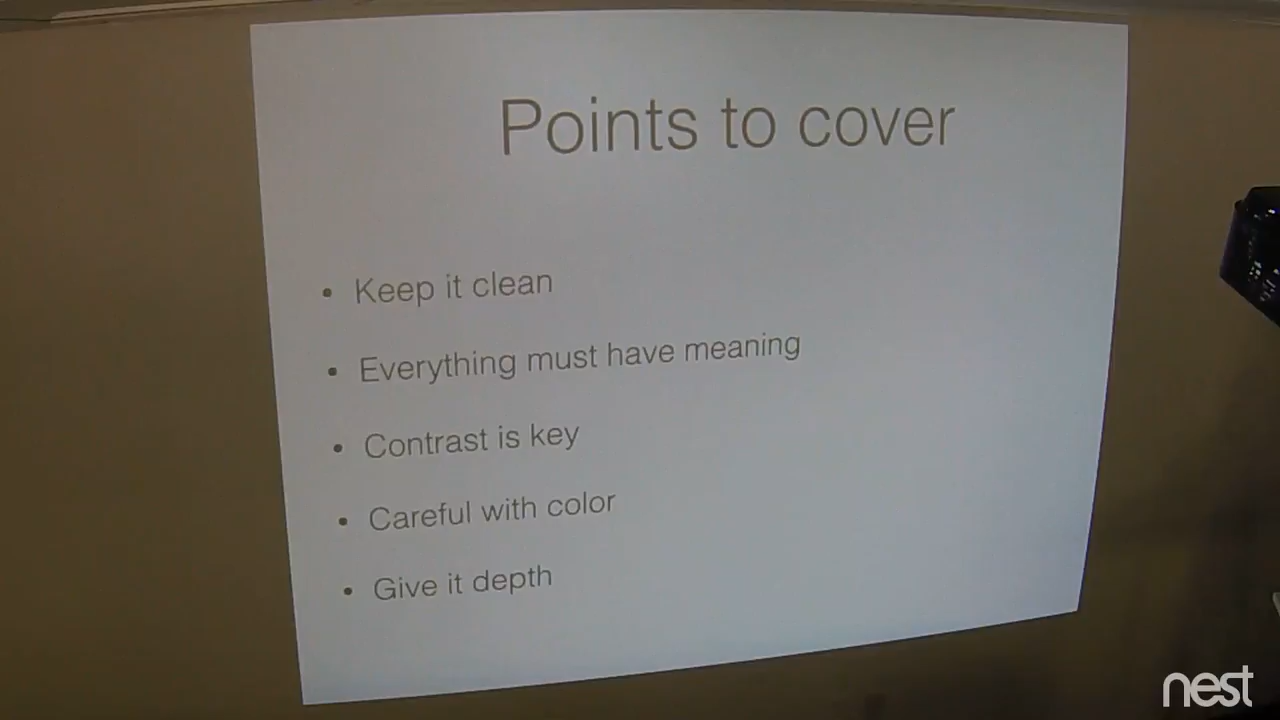 Points to cover
• Keep it clean
• Everything must have meaning
• Contrast is key
• Careful with color
• Give it depth
nest